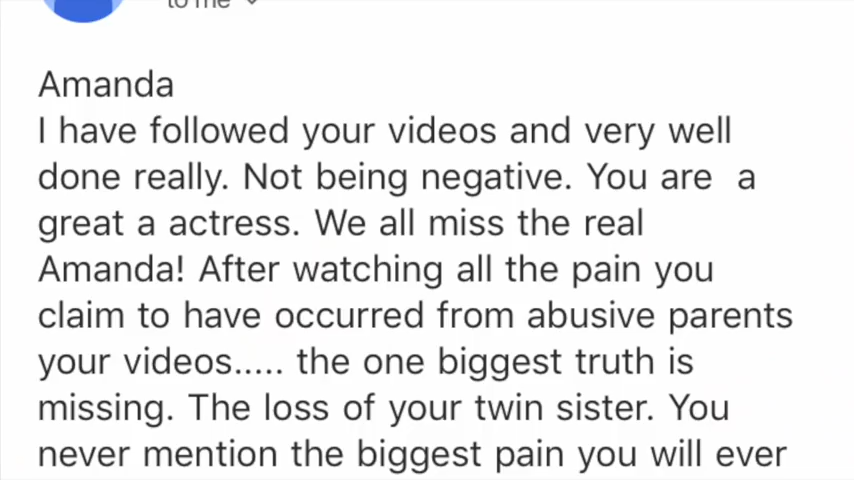 to me
Amanda
I have followed your videos and very well
done really. Not being negative. You are a
great a actress. We all miss the real
Amanda! After watching all the pain you
claim to have occurred from abusive parents
your videos..... the one biggest truth is
missing. The loss of your twin sister. You
never mention the biggest pain you will ever